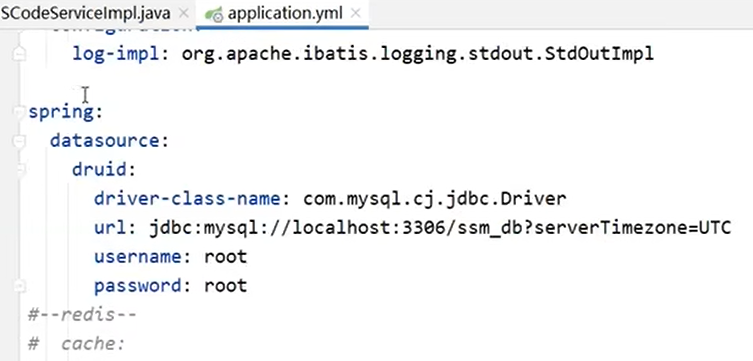 SCodeServiceImpl.java application.yml
log-impl: org.apache.ibatis.logging.stdout.StdOutImpl
spring:
datasource:
druid:
driver-class-name: com.mysql.cj.jdbc.Driver
url: jdbc:mysql://localhost:3306/ssm_db?serverTimezone=UTC
username: root
password: root
#--redis--
# cache: